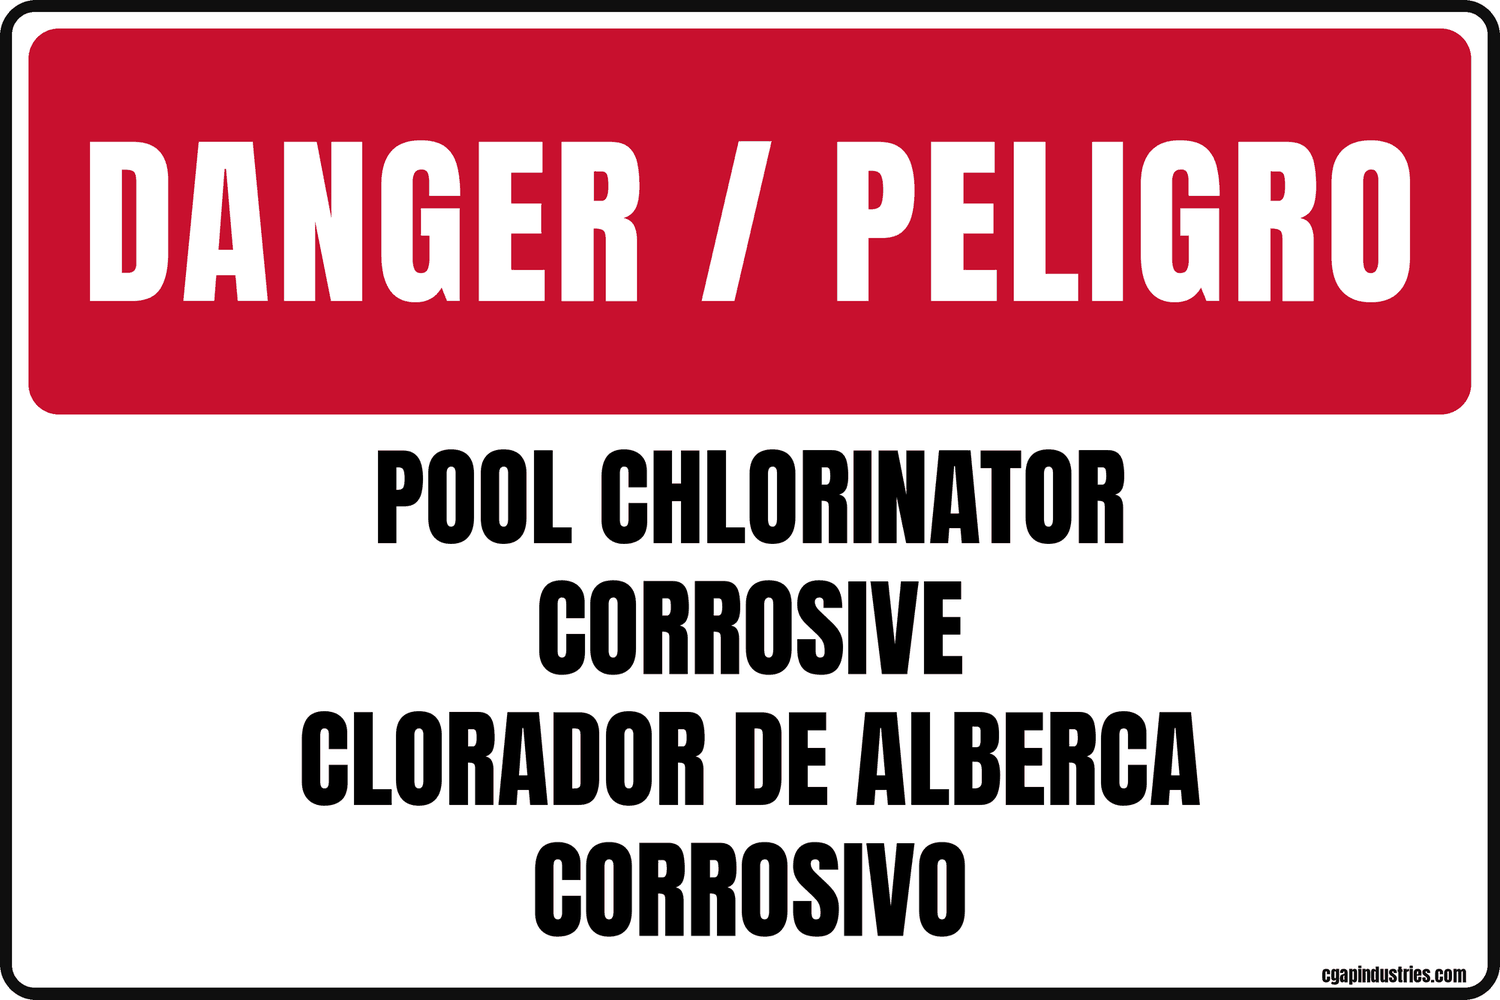 DANGER / PELIGRO
POOL CHLORINATOR
CORROSIVE
CLORADOR DE ALBERCA
CORROSIVO
cgapindustries.com